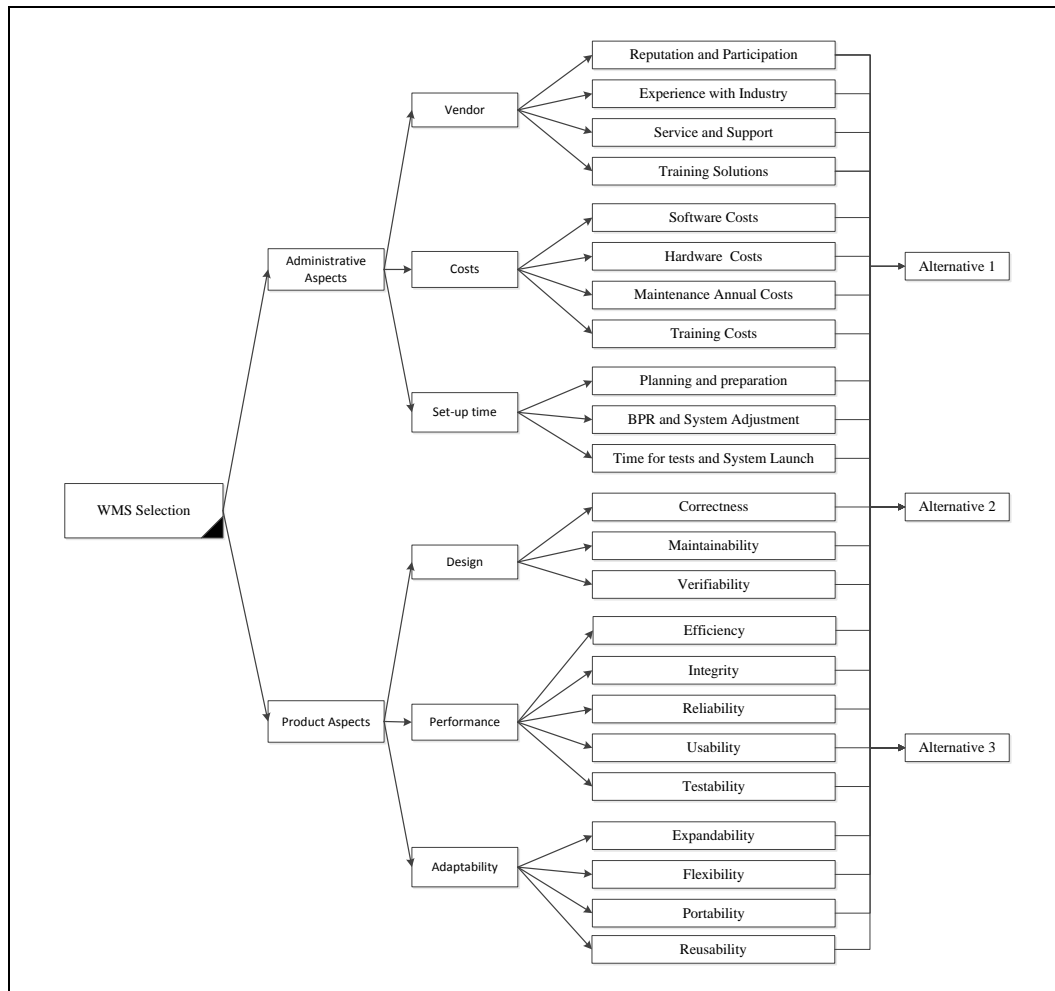 WMS Selection
Administrative
Aspects
Product Aspects
Vendor
Costs
Set-up time
Design
Performance
Adaptability
Reputation and Participation
Experience with Industry
Service and Support
Training Solutions
Software Costs
Hardware Costs
Maintenance Annual Costs
Training Costs
Planning and preparation
BPR and System Adjustment
Time for tests and System Launch
Correctness
Maintainability
Verifiability
Efficiency
Integrity
Reliability
Usability
Testability
Expandability
Flexibility
Portability
Reusability
Alternative 1
Alternative 2
Alternative 3